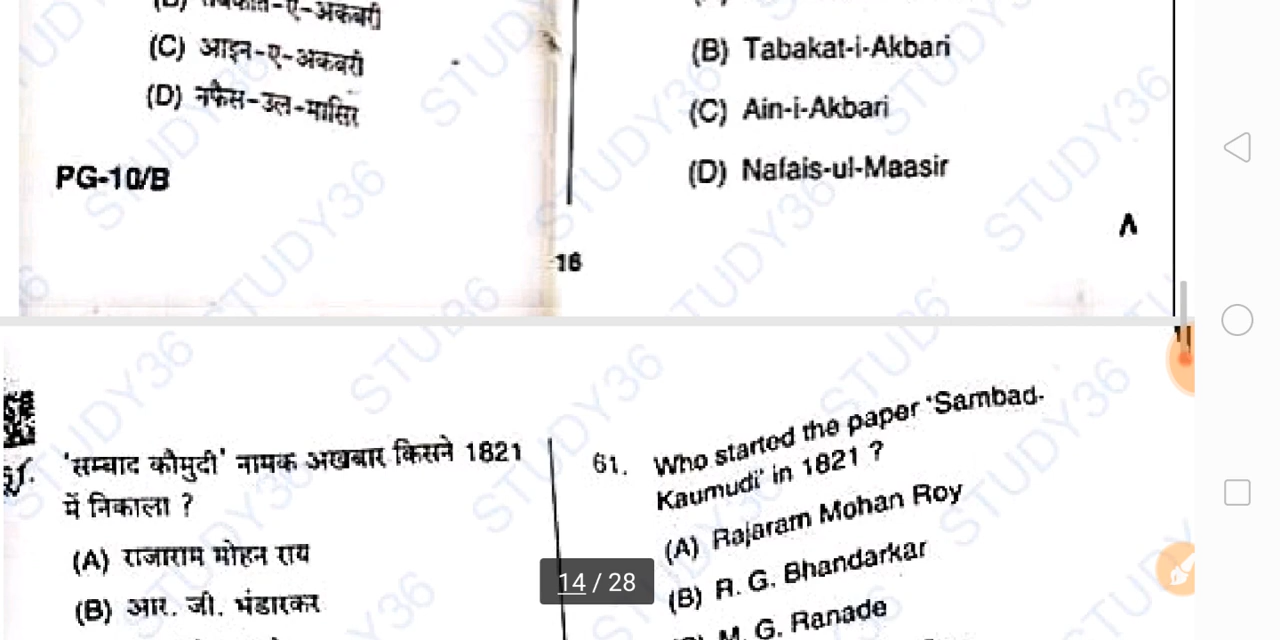 (C) आइन-ए-अकबरी
(D) नफैस-उल-मासिर
PG-10/B
(B) Tabakat-i-Akbari
(C) Ain-i-Akbari
(D) Nafais-ul-Maasir
16
'सम्वाद कौमुदी' नामक अखबार किसने 1821
में निकाला ?
(A) राजाराम मोहन राय
(B) आर. जी. भंडारकर
61. Who started the paper 'Sambad-
Kaumudi' in 1821 ?
(A) Rajaram Mohan Roy
(B) R. G. Bhandarkar
M. G. Ranade
14 / 28
STUDY36